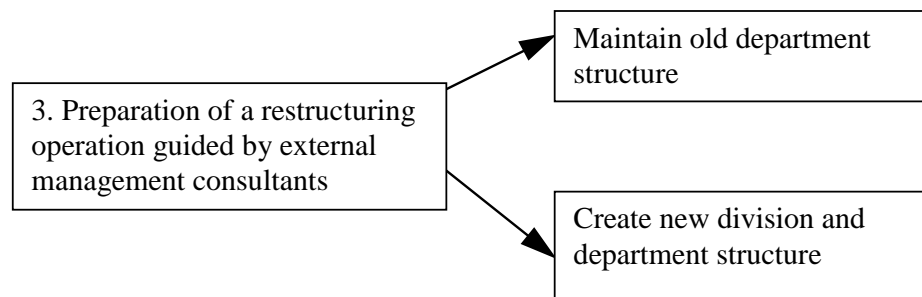 Maintain old department
structure
3. Preparation of a restructuring
operation guided by external
management consultants
Create new division and
department structure